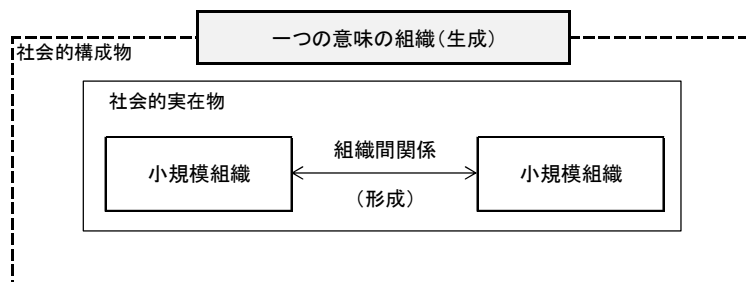 一つの意味の組織(生成)
社会的構成物
社会的実在物
小規模組織
組織間関係
(形成)
小規模組織